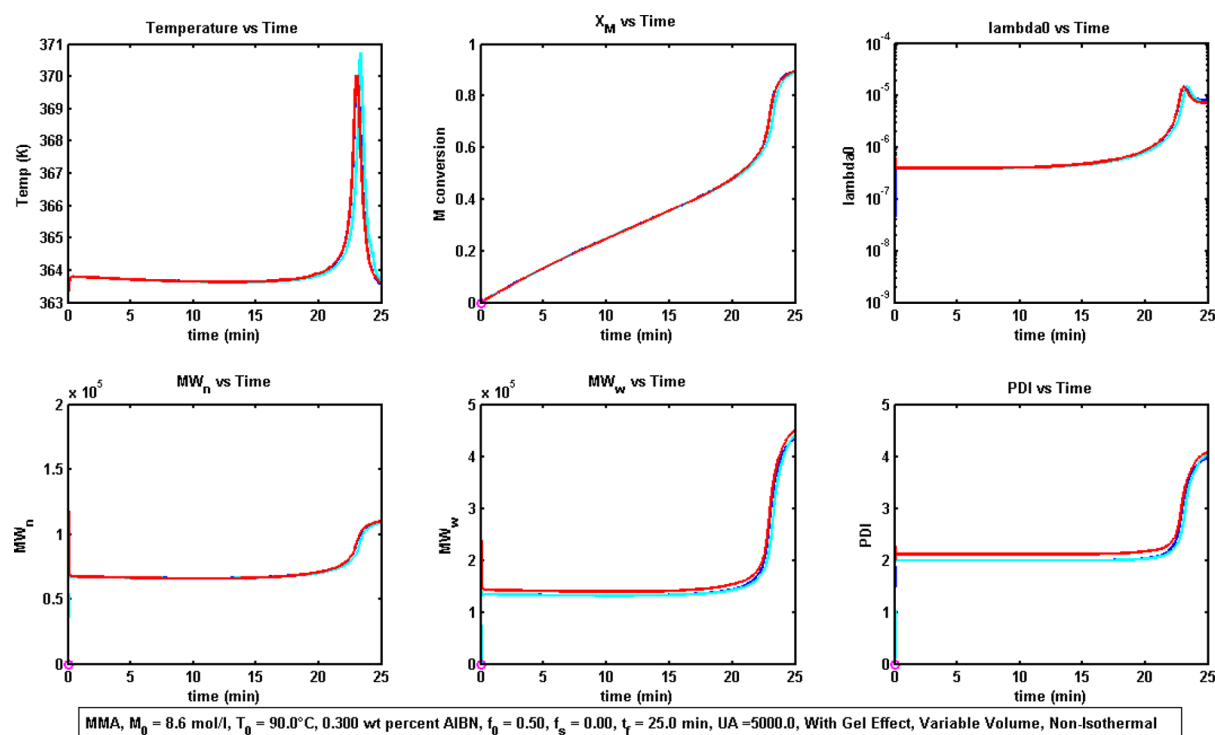 Temperature vs Time
371
370
369
368
367
366
365
364
363
Temp (K)
0 5 10 15 20 25
time (min)
X_M vs Time
1
0.8
0.6
0.4
0.2
0
M conversion
0 5 10 15 20 25
time (min)
lambda0 vs Time
10^-4
10^-5
10^-6
10^-7
10^-8
10^-9
lambda0
0 5 10 15 20 25
time (min)
MW_n vs Time
x 10^5
2
1.5
1
0.5
0
MW_n
0 5 10 15 20 25
time (min)
MW_w vs Time
x 10^5
5
4
3
2
1
0
MW_w
0 5 10 15 20 25
time (min)
PDI vs Time
5
4
3
2
1
0
PDI
0 5 10 15 20 25
time (min)
MMA, M_0 = 8.6 mol/l, T_0 = 90.0°C, 0.300 wt percent AIBN, f_0 = 0.50, f_s = 0.00, t_f = 25.0 min, UA =5000.0, With Gel Effect, Variable Volume, Non-Isothermal